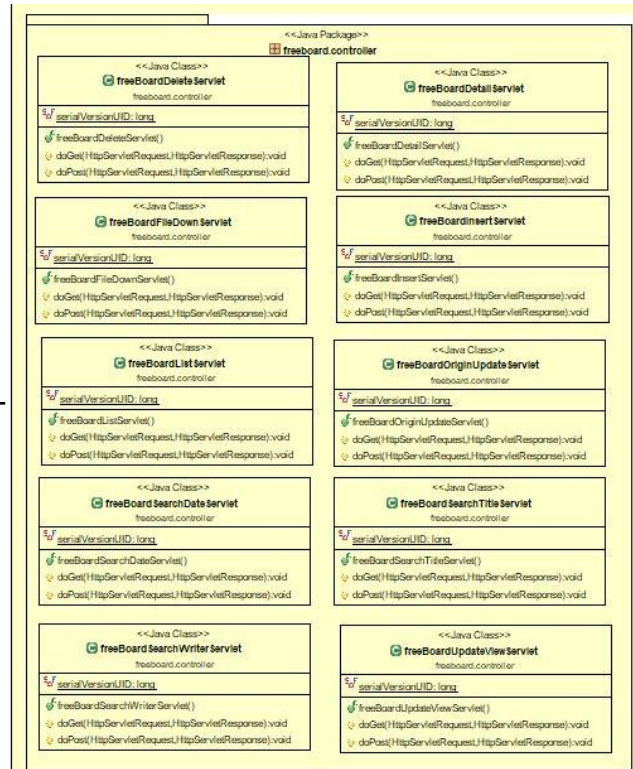 <<Java Package>>
freeboard.controller
<<Java Class>>
freeBoardDeleteServlet
freeboard.controller
serialVersionUID: long
freeBoardDeleteServlet()
doGet(HttpServletRequest,HttpServletResponse):void
doPost(HttpServletRequest,HttpServletResponse):void
<<Java Class>>
freeBoardDetailServlet
freeboard.controller
serialVersionUID: long
freeBoardDetailServlet()
doGet(HttpServletRequest,HttpServletResponse):void
doPost(HttpServletRequest,HttpServletResponse):void
<<Java Class>>
freeBoardFileDownServlet
freeboard.controller
serialVersionUID: long
freeBoardFileDownServlet()
doGet(HttpServletRequest,HttpServletResponse):void
doPost(HttpServletRequest,HttpServletResponse):void
<<Java Class>>
freeBoardInsertServlet
freeboard.controller
serialVersionUID: long
freeBoardInsertServlet()
doGet(HttpServletRequest,HttpServletResponse):void
doPost(HttpServletRequest,HttpServletResponse):void
<<Java Class>>
freeBoardListServlet
freeboard.controller
serialVersionUID: long
freeBoardListServlet()
doGet(HttpServletRequest,HttpServletResponse):void
doPost(HttpServletRequest,HttpServletResponse):void
<<Java Class>>
freeBoardOriginUpdateServlet
freeboard.controller
serialVersionUID: long
freeBoardOriginUpdateServlet()
doGet(HttpServletRequest,HttpServletResponse):void
doPost(HttpServletRequest,HttpServletResponse):void
<<Java Class>>
freeBoardSearchDateServlet
freeboard.controller
serialVersionUID: long
freeBoardSearchDateServlet()
doGet(HttpServletRequest,HttpServletResponse):void
doPost(HttpServletRequest,HttpServletResponse):void
<<Java Class>>
freeBoardSearchTitleServlet
freeboard.controller
serialVersionUID: long
freeBoardSearchTitleServlet()
doGet(HttpServletRequest,HttpServletResponse):void
doPost(HttpServletRequest,HttpServletResponse):void
<<Java Class>>
freeBoardSearchWriterServlet
freeboard.controller
serialVersionUID: long
freeBoardSearchWriterServlet()
doGet(HttpServletRequest,HttpServletResponse):void
doPost(HttpServletRequest,HttpServletResponse):void
<<Java Class>>
freeBoardUpdateViewServlet
freeboard.controller
serialVersionUID: long
freeBoardUpdateViewServlet()
doGet(HttpServletRequest,HttpServletResponse):void
doPost(HttpServletRequest,HttpServletResponse):void